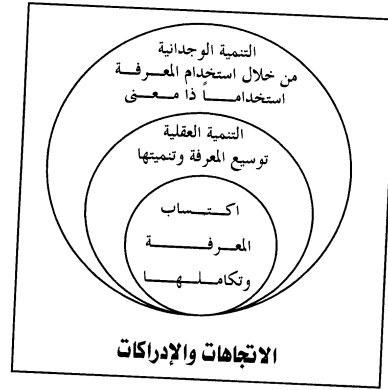 التنمية الوجدانية
من خلال استخدام المعرفة
استخداماً ذا معنى
التنمية العقلية
توسيع المعرفة وتنميتها
اكتساب
المعرفة
وتكاملها
الاتجاهات والإدراكات